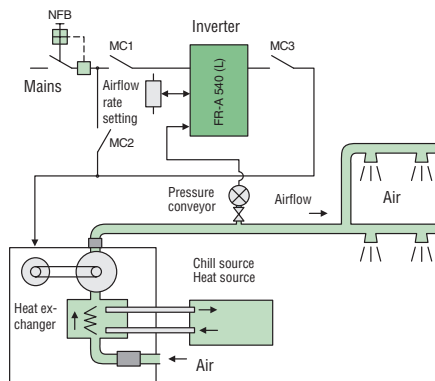 NFB
Inverter
MC1
MC3
Mains
Airflow
rate
setting
FR-A 540 (L)
MC2
Pressure
conveyor
Airflow
Air
Chill source
Heat source
Heat ex-
changer
Air